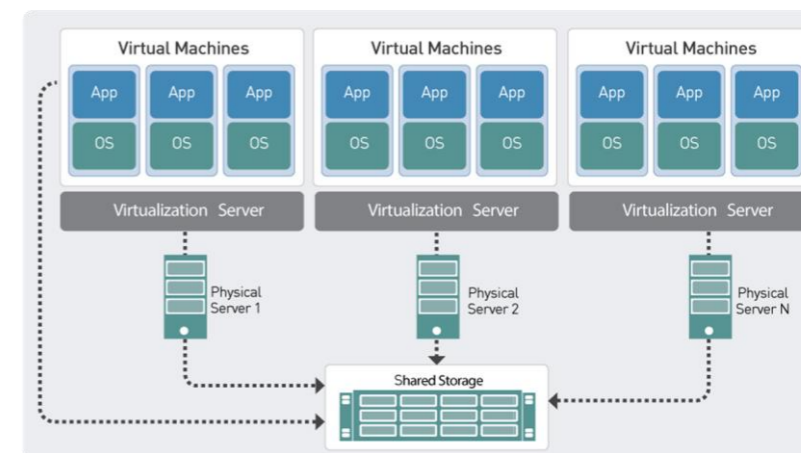 Virtual Machines
Virtual Machines
Virtual Machines
App App App
App App App
App App App
OS OS OS
OS OS OS
OS OS OS
Virtualization Server
Virtualization Server
Virtualization Server
Physical
Server 1
Physical
Server 2
Physical
Server N
Shared Storage